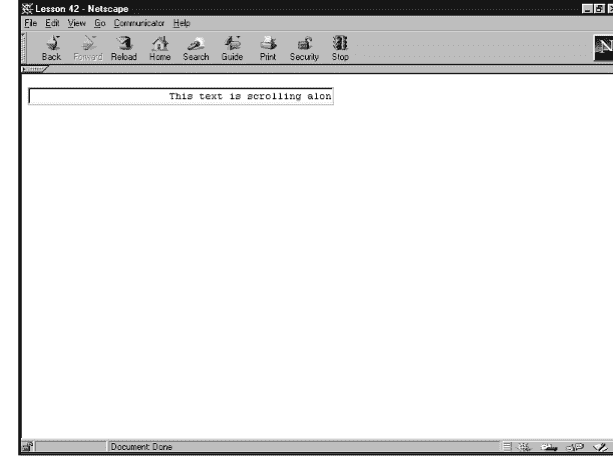 Lesson 42 - Netscape
File Edit View Go Communicator Help
Back Forward Reload Home Search Guide Print Security Stop
N
This text is scrolling alon
Document: Done